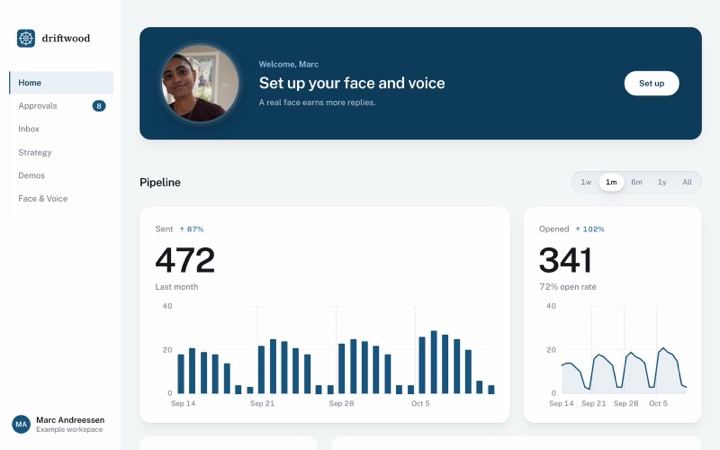 driftwood
Home
Approvals 8
Inbox
Strategy
Demos
Face & Voice
MA
Marc Andreessen
Example workspace
Welcome, Marc
Set up your face and voice
A real face earns more replies.
Set up
Pipeline
1w 1m 6m 1y All
Sent ↑ 87%
472
Last month
40
20
0
Sep 14 Sep 21 Sep 28 Oct 5
Opened ↑ 102%
341
72% open rate
40
20
0
Sep 14 Sep 21 Sep 28 Oct 5